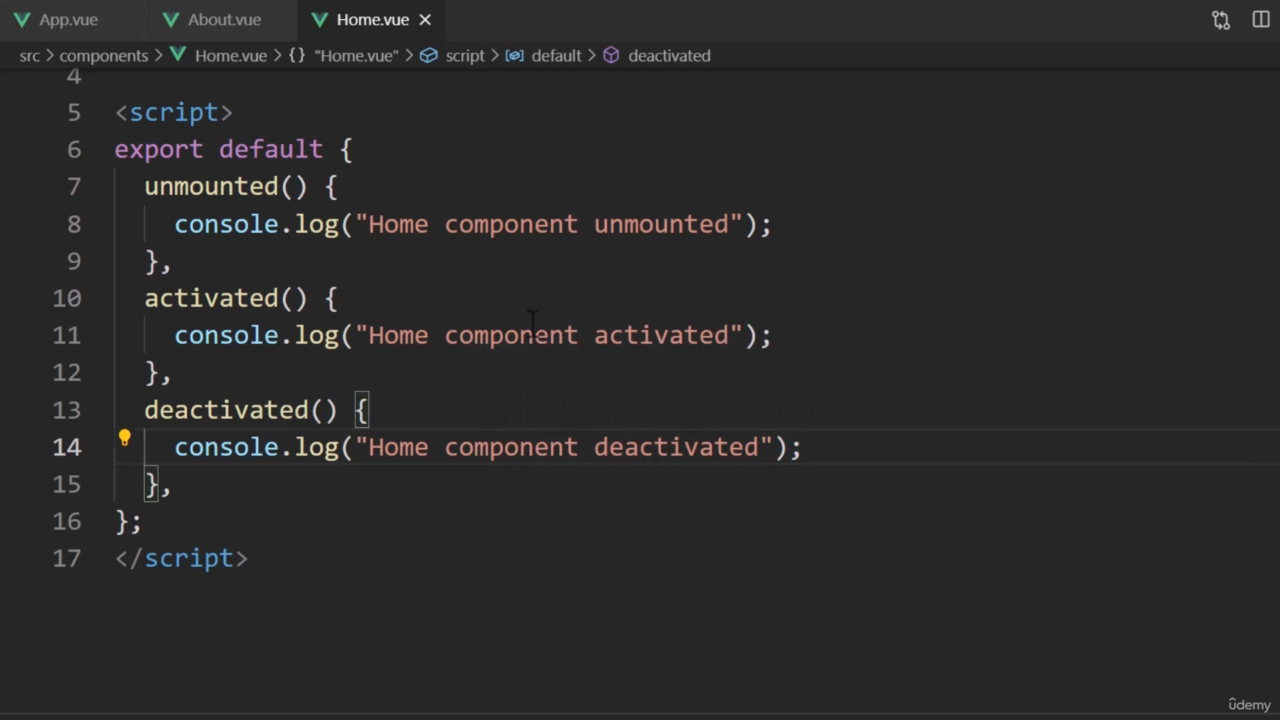 App.vue About.vue Home.vue
src > components > Home.vue > {} "Home.vue" > script > default > deactivated
4
5 <script>
6 export default {
7 unmounted() {
8 console.log("Home component unmounted");
9 },
10 activated() {
11 console.log("Home component activated");
12 },
13 deactivated() {
14 console.log("Home component deactivated");
15 },
16 };
17 </script>
ûdemy